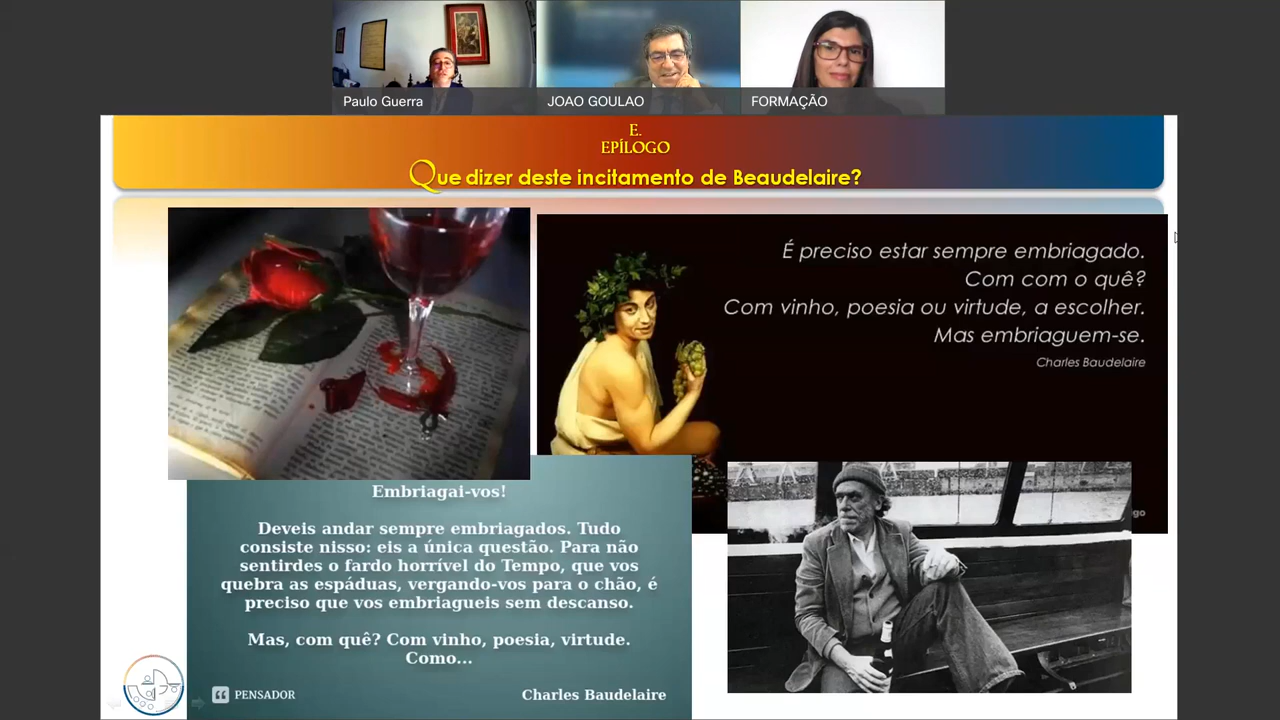 Paulo Guerra
JOAO GOULAO
FORMAÇÃO
E.
EPÍLOGO
Que dizer deste incitamento de Beaudelaire?
É preciso estar sempre embriagado.
Com com o quê?
Com vinho, poesia ou virtude, a escolher.
Mas embriaguem-se.
Charles Baudelaire
go
Embriagai-vos!
Deveis andar sempre embriagados. Tudo
consiste nisso: eis a única questão. Para não
sentirdes o fardo horrível do Tempo, que vos
quebra as espáduas, vergando-vos para o chão, é
preciso que vos embriagueis sem descanso.
Mas, com quê? Com vinho, poesia, virtude.
Como...
PENSADOR
Charles Baudelaire